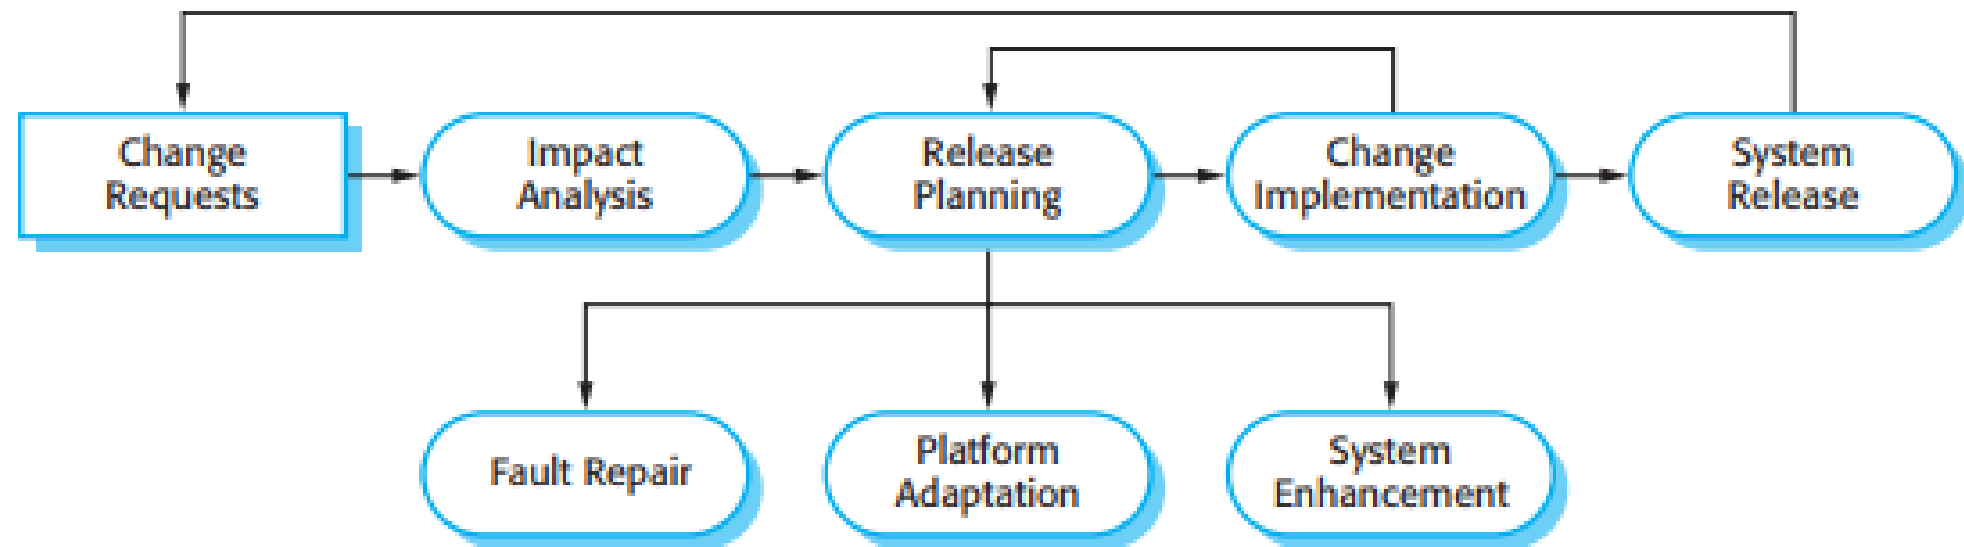 Change
Requests
Impact
Analysis
Release
Planning
Change
Implementation
System
Release
Fault Repair
Platform
Adaptation
System
Enhancement